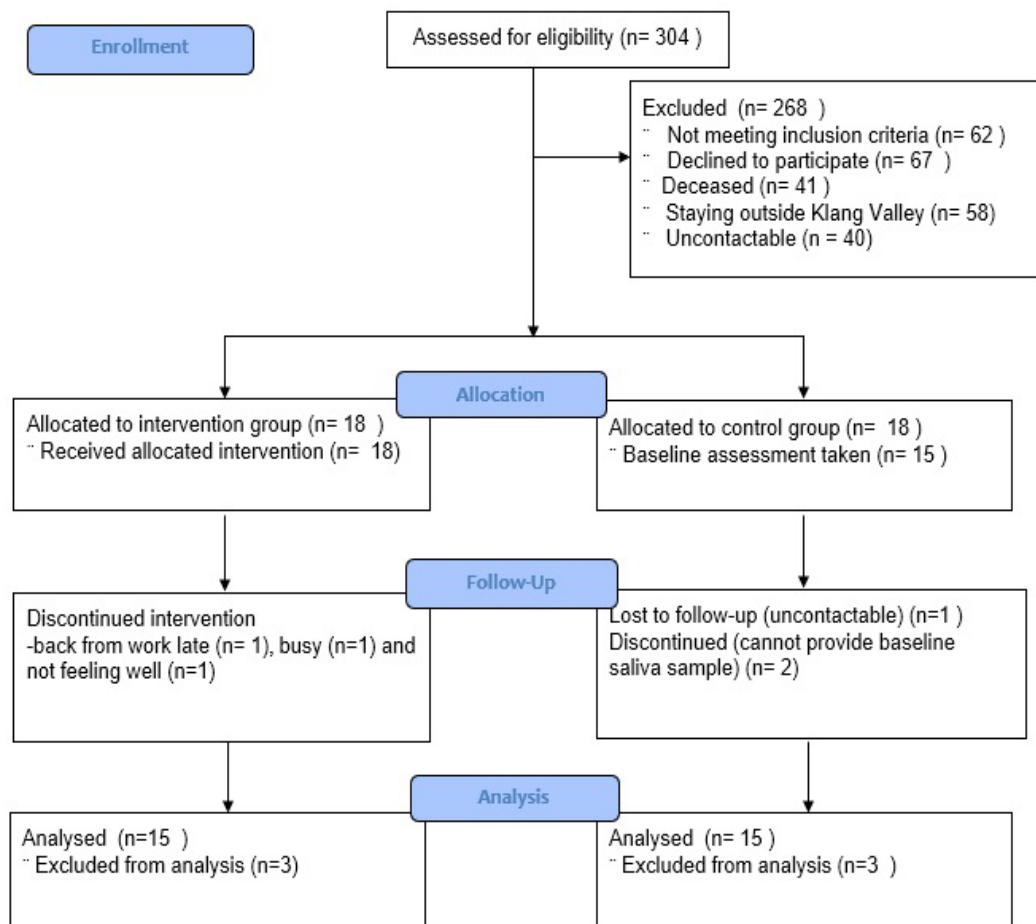 Enrollment
Assessed for eligibility (n= 304 )
Excluded (n= 268 )
¨ Not meeting inclusion criteria (n= 62 )
¨ Declined to participate (n= 67 )
¨ Deceased (n= 41 )
¨ Staying outside Klang Valley (n= 58)
¨ Uncontactable (n = 40)
Allocation
Allocated to intervention group (n= 18 )
¨ Received allocated intervention (n= 18)
Allocated to control group (n= 18 )
¨ Baseline assessment taken (n= 15 )
Follow-Up
Discontinued intervention
-back from work late (n= 1), busy (n=1) and
not feeling well (n=1)
Lost to follow-up (uncontactable) (n=1 )
Discontinued (cannot provide baseline
saliva sample) (n= 2)
Analysis
Analysed (n=15 )
¨ Excluded from analysis (n=3)
Analysed (n= 15 )
¨ Excluded from analysis (n=3 )